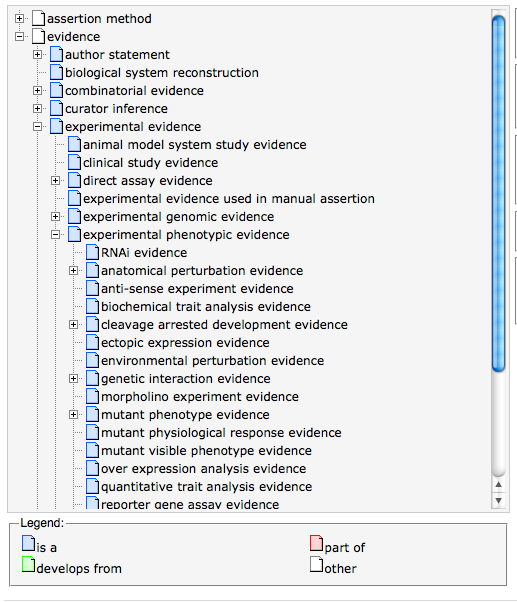 assertion method
evidence
author statement
biological system reconstruction
combinatorial evidence
curator inference
experimental evidence
animal model system study evidence
clinical study evidence
direct assay evidence
experimental evidence used in manual assertion
experimental genomic evidence
experimental phenotypic evidence
RNAi evidence
anatomical perturbation evidence
anti-sense experiment evidence
biochemical trait analysis evidence
cleavage arrested development evidence
ectopic expression evidence
environmental perturbation evidence
genetic interaction evidence
morpholino experiment evidence
mutant phenotype evidence
mutant physiological response evidence
mutant visible phenotype evidence
over expression analysis evidence
quantitative trait analysis evidence
reporter gene assay evidence
Legend:
is a part of
develops from other